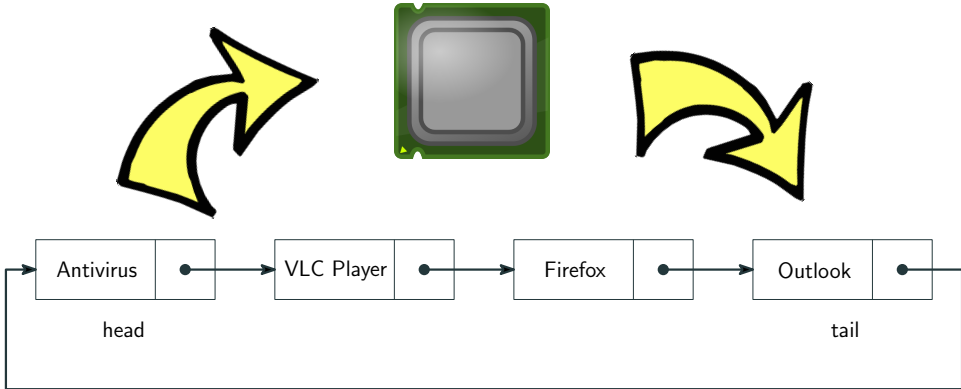 Antivirus
VLC Player
Firefox
Outlook
head
tail